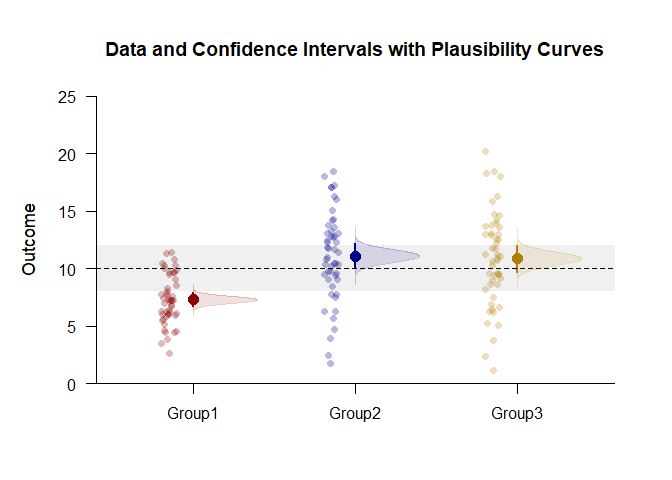 Data and Confidence Intervals with Plausibility Curves
25
20
15
10
5
0
Outcome
Group1 Group2 Group3